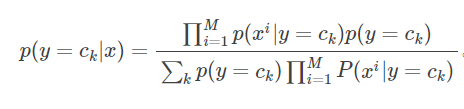 p(y = c_k|x) = \frac{\prod_{i=1}^{M} p(x^i|y = c_k)p(y = c_k)}{\sum_k p(y = c_k) \prod_{i=1}^{M} P(x^i|y = c_k)}.